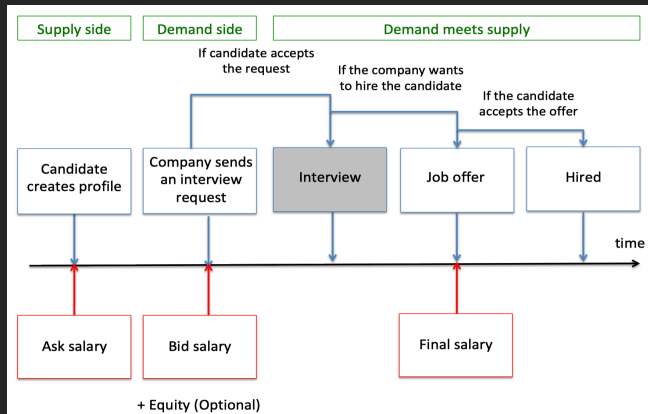 Supply side
Demand side
Demand meets supply
If candidate accepts
the request
If the company wants
to hire the candidate
If the candidate
accepts the offer
Candidate
creates profile
Company sends
an interview
request
Interview
Job offer
Hired
time
Ask salary
Bid salary
Final salary
+ Equity (Optional)